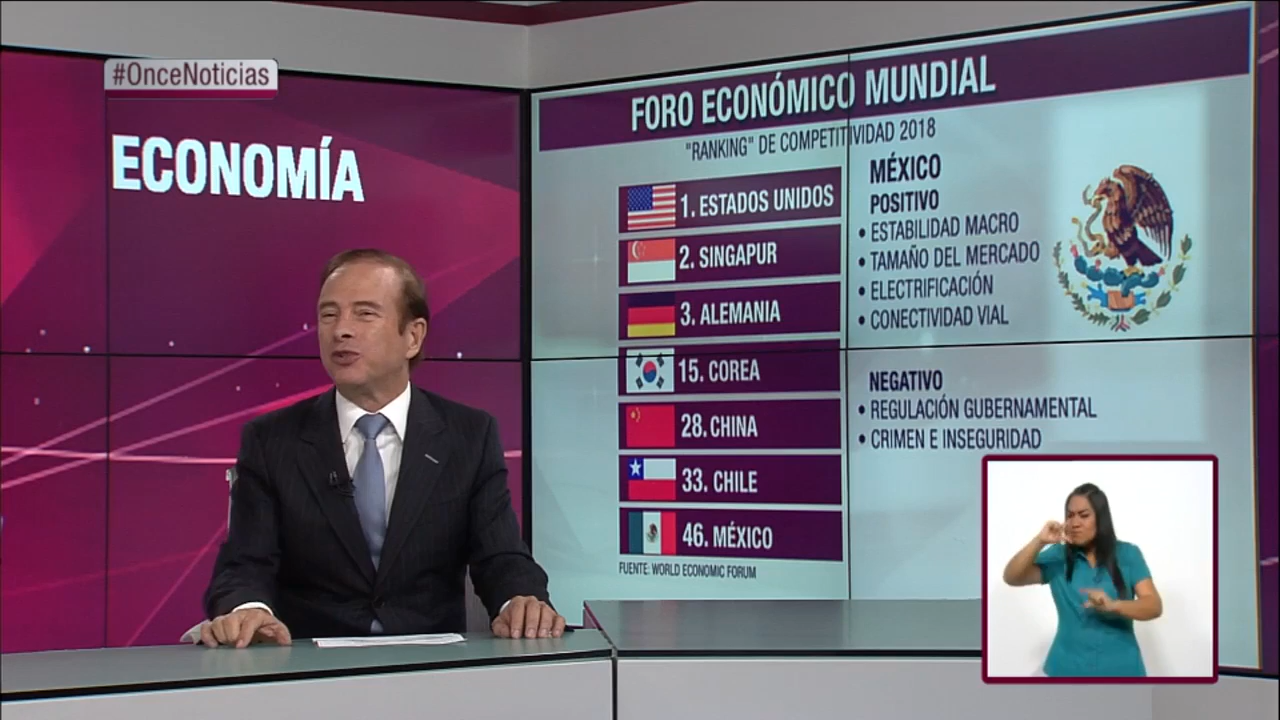 #OnceNoticias
ECONOMÍA
FORO ECONÓMICO MUNDIAL
"RANKING" DE COMPETITIVIDAD 2018
1. ESTADOS UNIDOS
2. SINGAPUR
3. ALEMANIA
15. COREA
28. CHINA
33. CHILE
46. MÉXICO
FUENTE: WORLD ECONOMIC FORUM
MÉXICO
POSITIVO
• ESTABILIDAD MACRO
• TAMAÑO DEL MERCADO
• ELECTRIFICACIÓN
• CONECTIVIDAD VIAL
NEGATIVO
• REGULACIÓN GUBERNAMENTAL
• CRIMEN E INSEGURIDAD